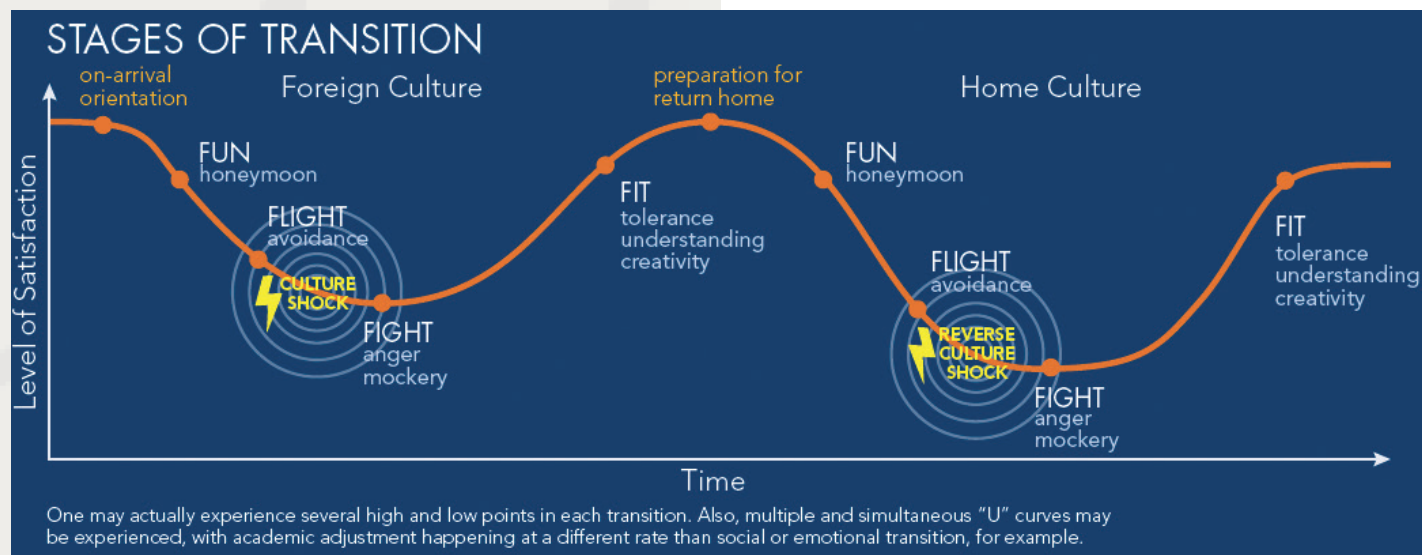 STAGES OF TRANSITION
on-arrival
orientation
Foreign Culture
preparation for
return home
Home Culture
Level of Satisfaction
FUN
honeymoon
FLIGHT
avoidance
CULTURE
SHOCK
FIGHT
anger
mockery
FIT
tolerance
understanding
creativity
FUN
honeymoon
FLIGHT
avoidance
REVERSE
CULTURE
SHOCK
FIGHT
anger
mockery
FIT
tolerance
understanding
creativity
Time
One may actually experience several high and low points in each transition. Also, multiple and simultaneous “U” curves may
be experienced, with academic adjustment happening at a different rate than social or emotional transition, for example.